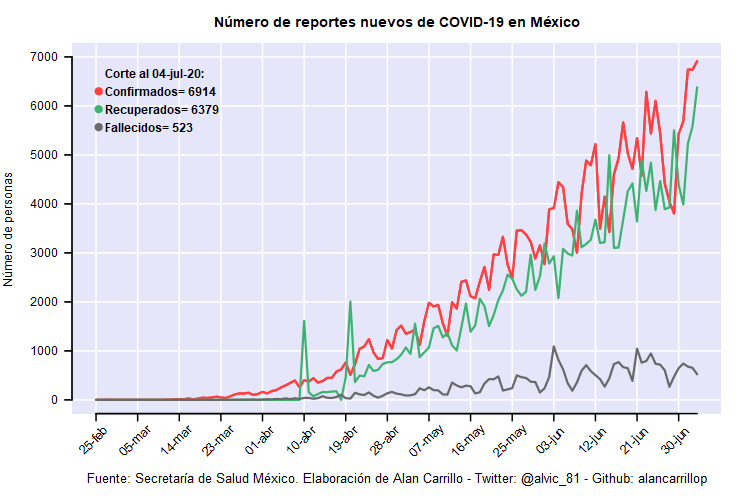 Número de reportes nuevos de COVID-19 en México
Número de personas
7000
6000
5000
4000
3000
2000
1000
0
Corte al 04-jul-20:
Confirmados= 6914
Recuperados= 6379
Fallecidos= 523
25-feb
05-mar
14-mar
23-mar
01-abr
10-abr
19-abr
28-abr
07-may
16-may
25-may
03-jun
12-jun
21-jun
30-jun
Fuente: Secretaría de Salud México. Elaboración de Alan Carrillo - Twitter: @alvic_81 - Github: alancarrillop